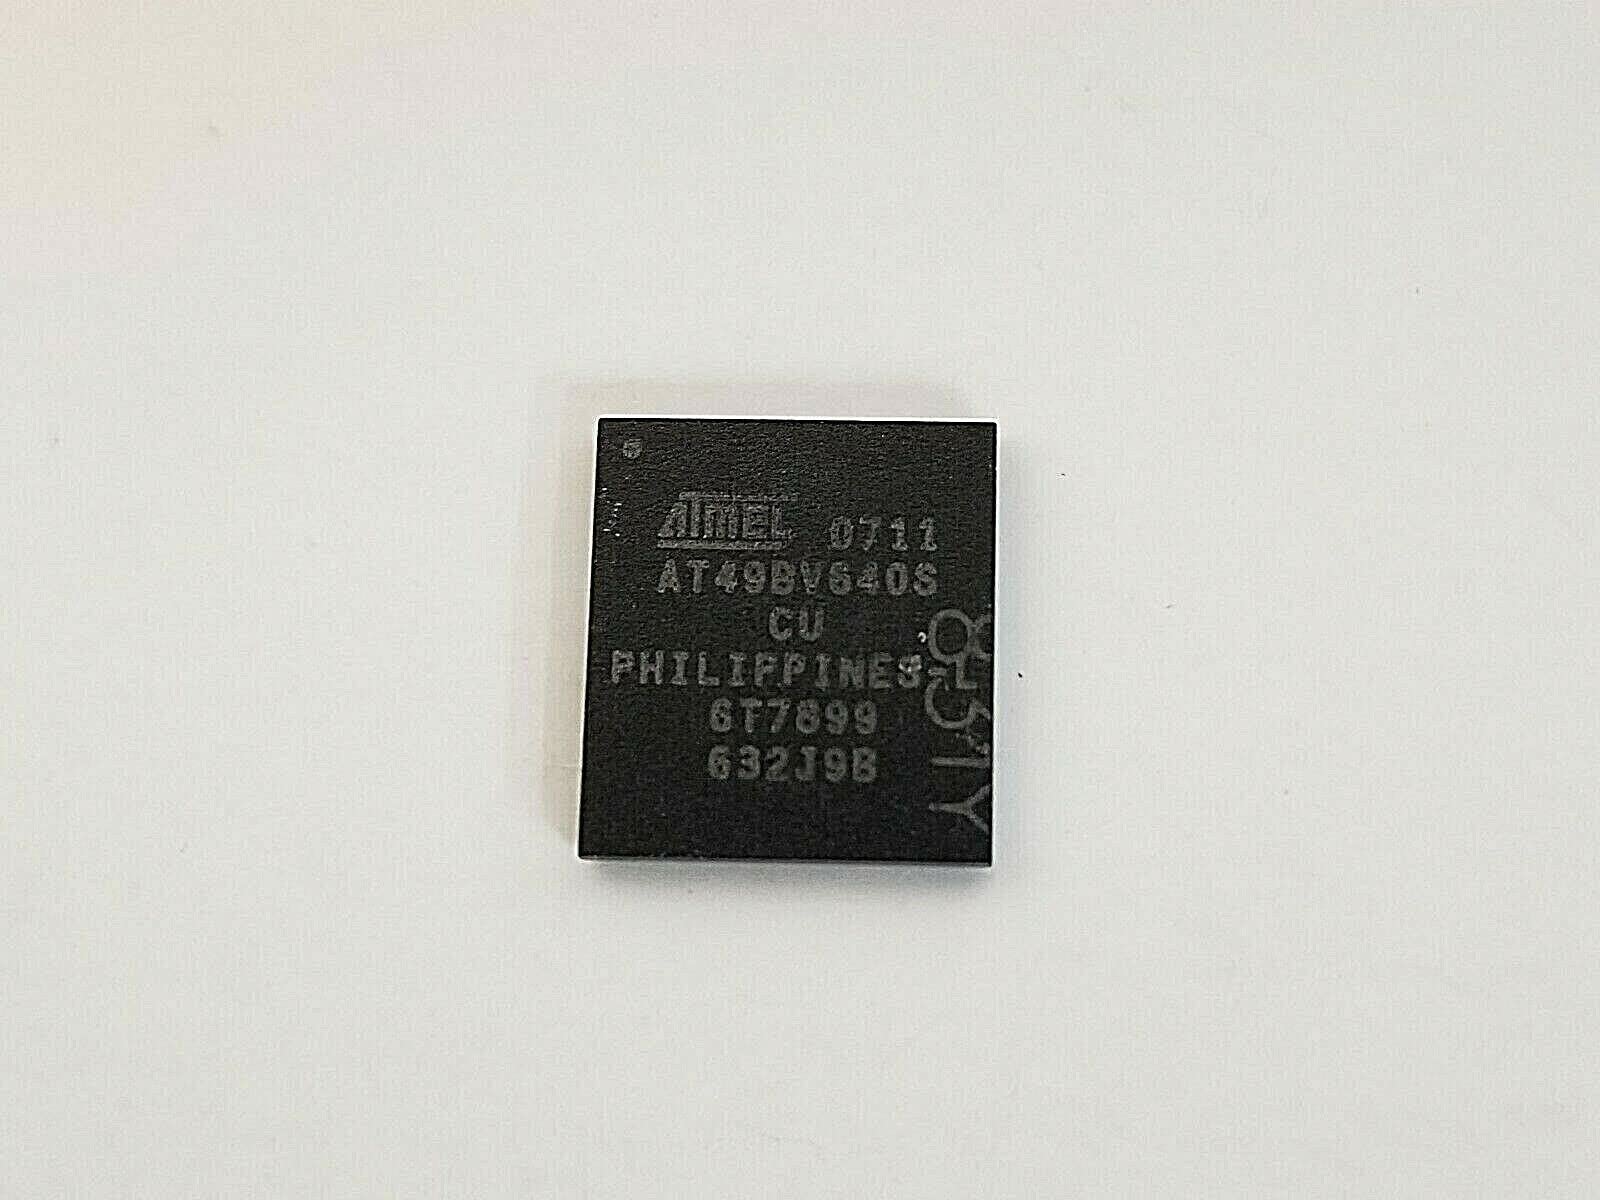 ATMEL 0711
AT49BV640S
CU
PHILIPPINES-L
6T7899
632J9B